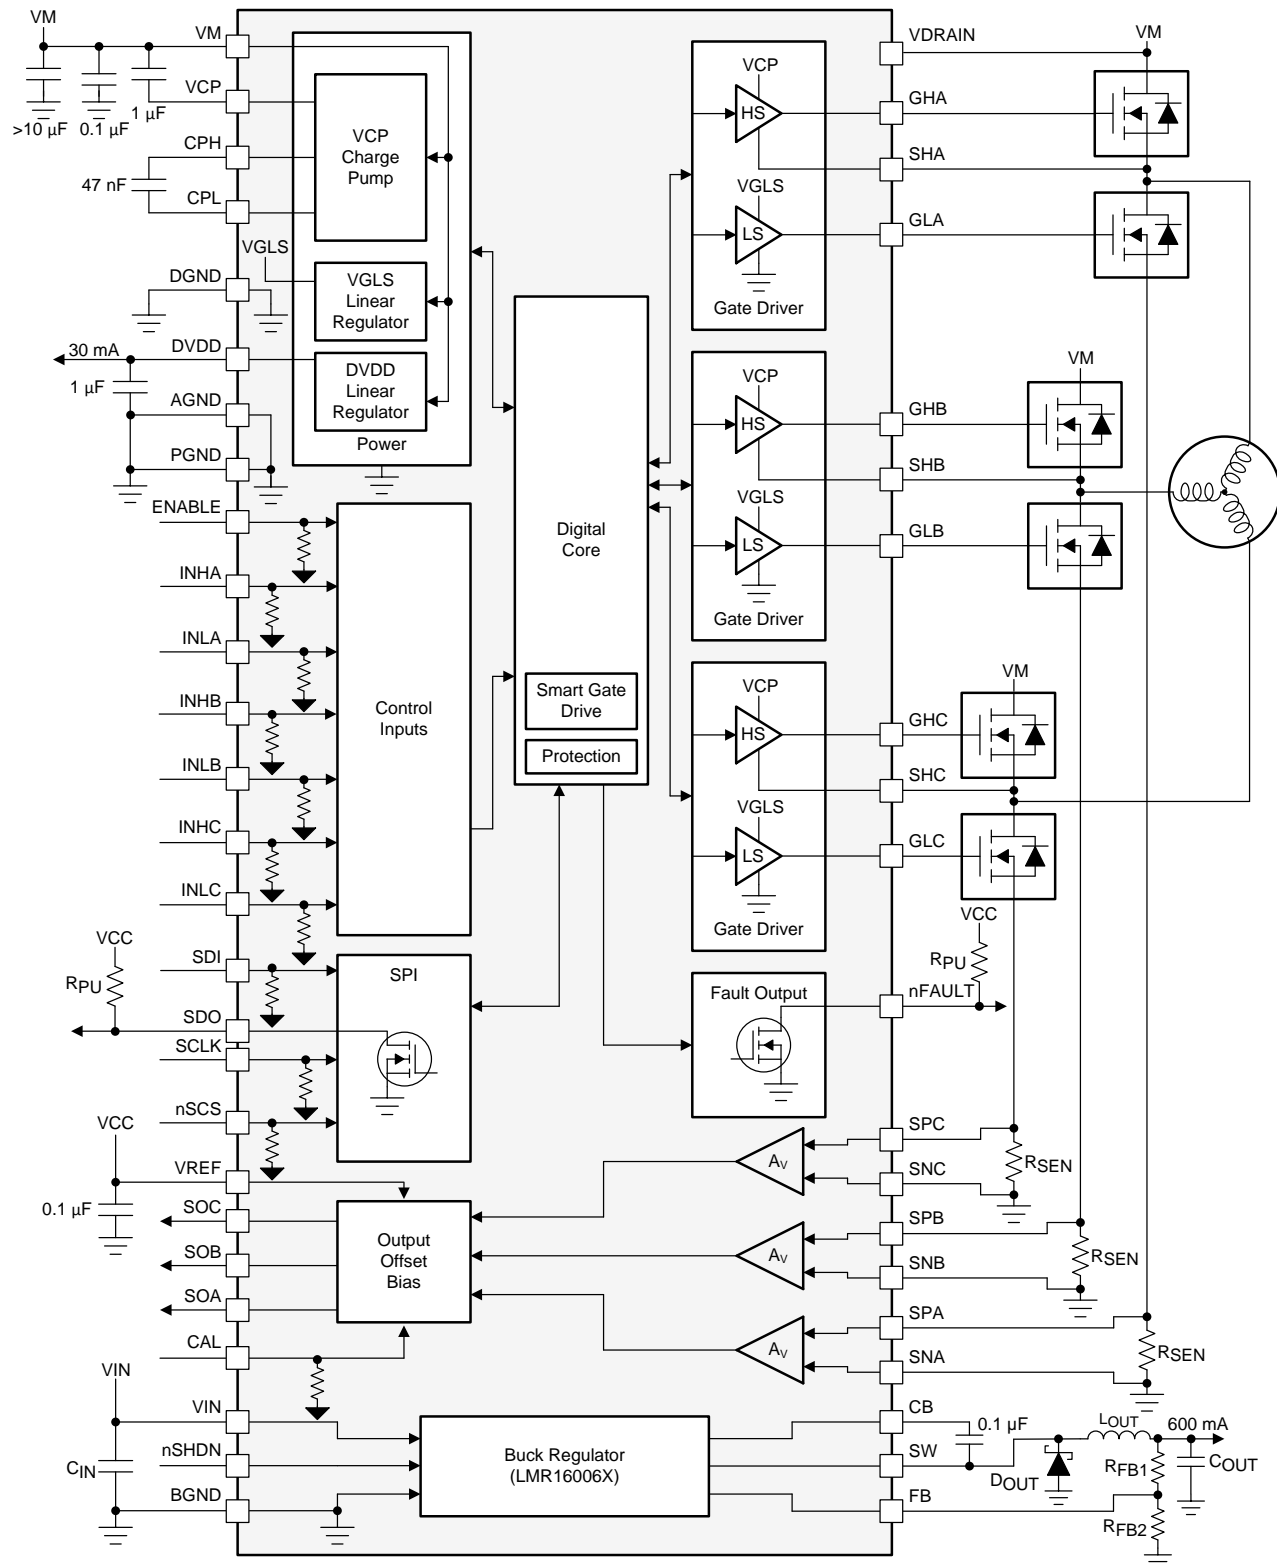 VM
VM
VCP
>10 µF
0.1 µF
1 µF
CPH
47 nF
CPL
VGLS
DGND
DVDD
30 mA
1 µF
AGND
PGND
ENABLE
INHA
INLA
INHB
INLB
INHC
INLC
VCC
SDI
RPU
SDO
SCLK
nSCS
VCC
VREF
0.1 µF
SOC
SOB
SOA
CAL
VIN
VIN
nSHDN
CIN
BGND
VCP
Charge
Pump
VGLS
Linear
Regulator
DVDD
Linear
Regulator
Power
Control
Inputs
SPI
Output
Offset
Bias
Digital
Core
Smart Gate
Drive
Protection
VCP
HS
VGLS
LS
Gate Driver
VCP
HS
VGLS
LS
Gate Driver
VCP
HS
VGLS
LS
Gate Driver
Fault Output
AV
AV
AV
Buck Regulator
(LMR16006X)
VDRAIN
VM
GHA
SHA
GLA
VM
GHB
SHB
GLB
VM
GHC
SHC
GLC
VCC
RPU
nFAULT
SPC
RSEN
SNC
SPB
RSEN
SNB
SPA
RSEN
SNA
CB
0.1 µF
LOUT
600 mA
SW
DOUT
RFB1
COUT
FB
RFB2